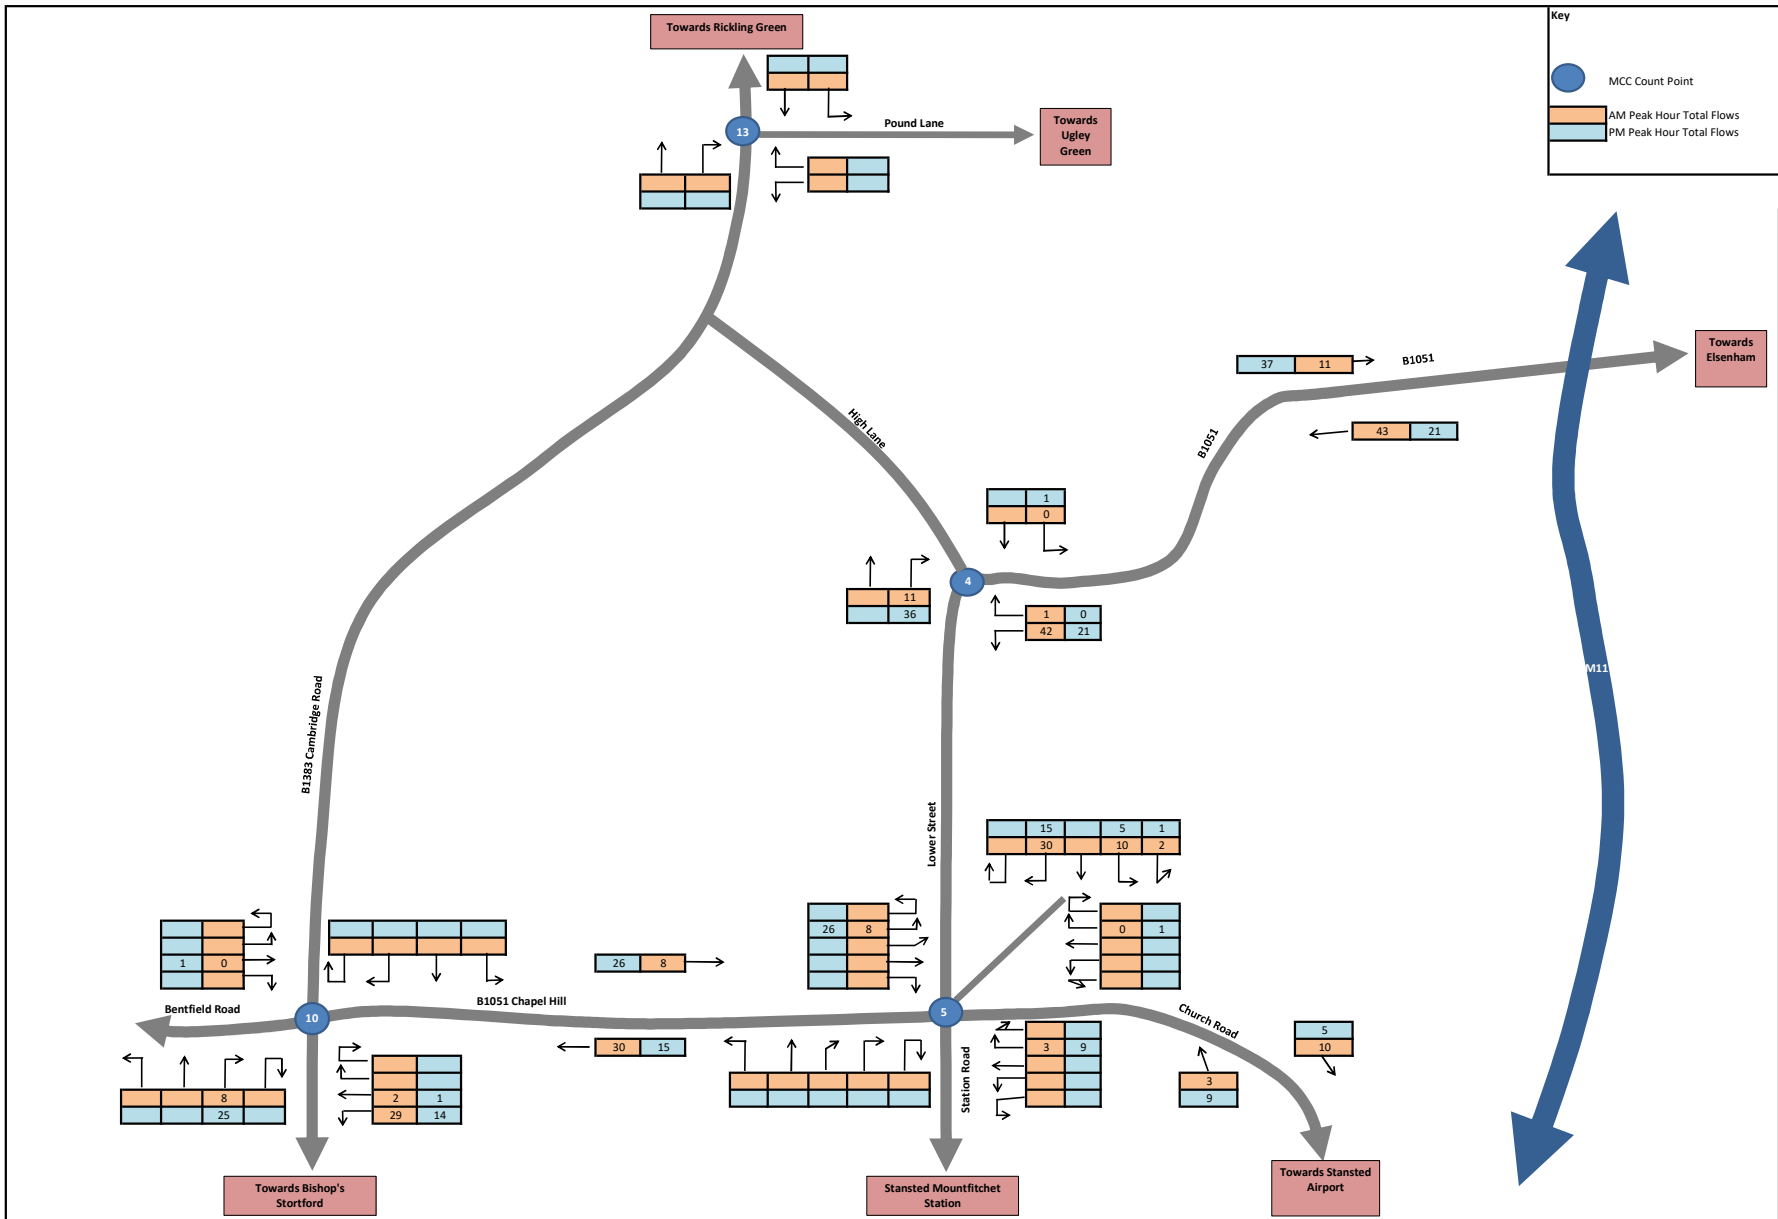 Key
Towards Rickling Green
MCC Count Point
AM Peak Hour Total Flows
PM Peak Hour Total Flows
13
Pound Lane
Towards
Ugley
Green
Towards
Elsenham
37 11
B1051
43 21
High Lane
B1051
1
0
4
11
36
1 0
42 21
M11
B1383 Cambridge Road
Lower Street
15 5 1
30 10 2
26 8
0 1
1 0
26 8
Bentfield Road
10
B1051 Chapel Hill
5
Church Road
30 15
3 9
5
10
3
9
Station Road
8
25
2 1
29 14
Towards Bishop's
Stortford
Stansted Mountfitchet
Station
Towards Stansted
Airport